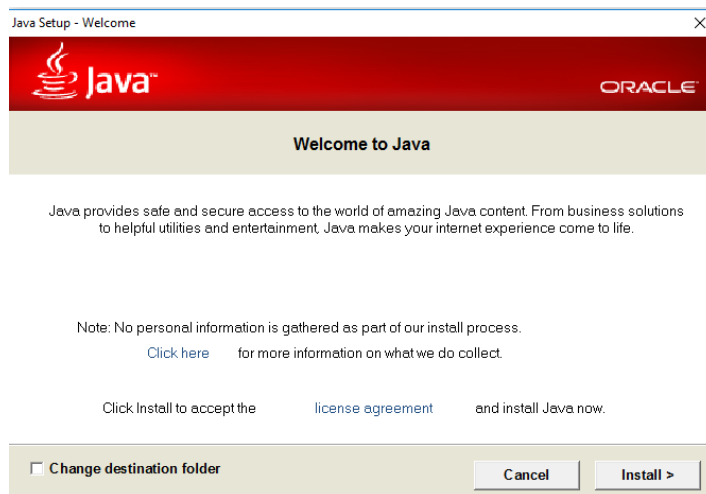 Java Setup - Welcome
Java™
ORACLE
Welcome to Java
Java provides safe and secure access to the world of amazing Java content. From business solutions
to helpful utilities and entertainment, Java makes your internet experience come to life.
Note: No personal information is gathered as part of our install process.
Click here for more information on what we do collect.
Click Install to accept the license agreement and install Java now.
Change destination folder
Cancel
Install >